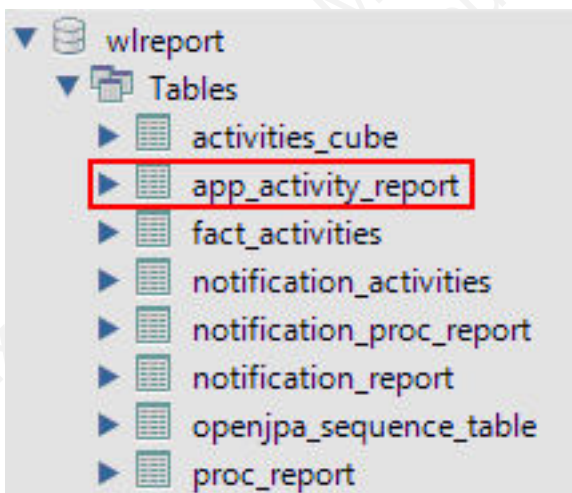 wlreport
Tables
activities_cube
app_activity_report
fact_activities
notification_activities
notification_proc_report
notification_report
openjpa_sequence_table
proc_report